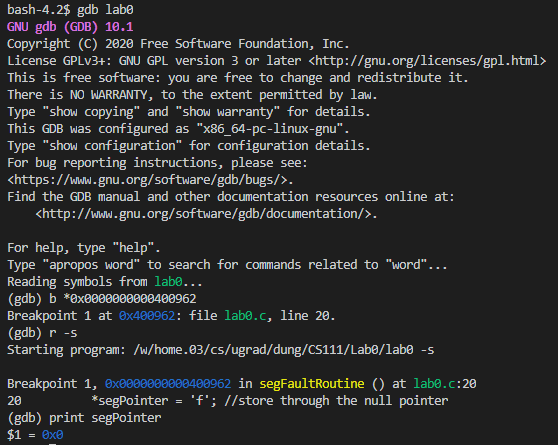 bash-4.2$ gdb lab0
GNU gdb (GDB) 10.1
Copyright (C) 2020 Free Software Foundation, Inc.
License GPLv3+: GNU GPL version 3 or later <http://gnu.org/licenses/gpl.html>
This is free software: you are free to change and redistribute it.
There is NO WARRANTY, to the extent permitted by law.
Type "show copying" and "show warranty" for details.
This GDB was configured as "x86_64-pc-linux-gnu".
Type "show configuration" for configuration details.
For bug reporting instructions, please see:
<https://www.gnu.org/software/gdb/bugs/>.
Find the GDB manual and other documentation resources online at:
    <http://www.gnu.org/software/gdb/documentation/>.

For help, type "help".
Type "apropos word" to search for commands related to "word"...
Reading symbols from lab0...
(gdb) b *0x0000000000400962
Breakpoint 1 at 0x400962: file lab0.c, line 20.
(gdb) r -s
Starting program: /w/home.03/cs/ugrad/dung/CS111/Lab0/lab0 -s

Breakpoint 1, 0x0000000000400962 in segFaultRoutine () at lab0.c:20
20          *segPointer = 'f'; //store through the null pointer
(gdb) print segPointer
$1 = 0x0